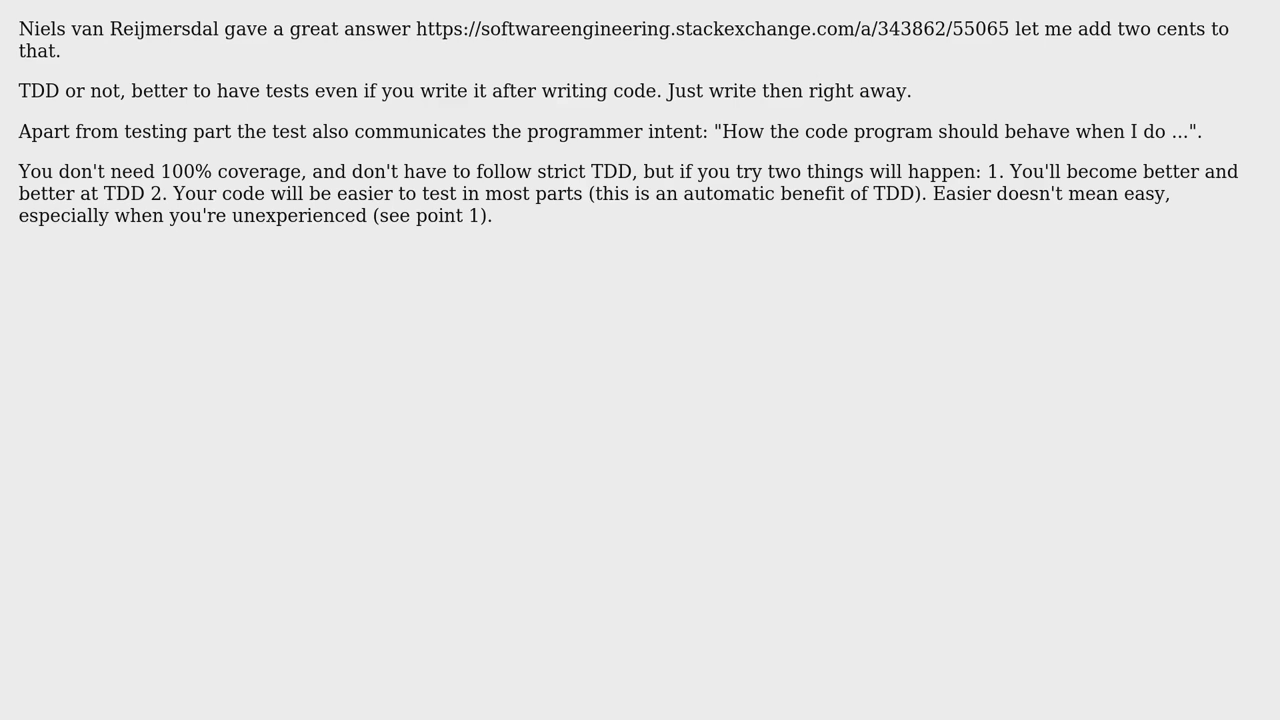 Niels van Reijmersdal gave a great answer https://softwareengineering.stackexchange.com/a/343862/55065 let me add two cents to
that.
TDD or not, better to have tests even if you write it after writing code. Just write then right away.
Apart from testing part the test also communicates the programmer intent: "How the code program should behave when I do ...".
You don't need 100% coverage, and don't have to follow strict TDD, but if you try two things will happen: 1. You'll become better and
better at TDD 2. Your code will be easier to test in most parts (this is an automatic benefit of TDD). Easier doesn't mean easy,
especially when you're unexperienced (see point 1).